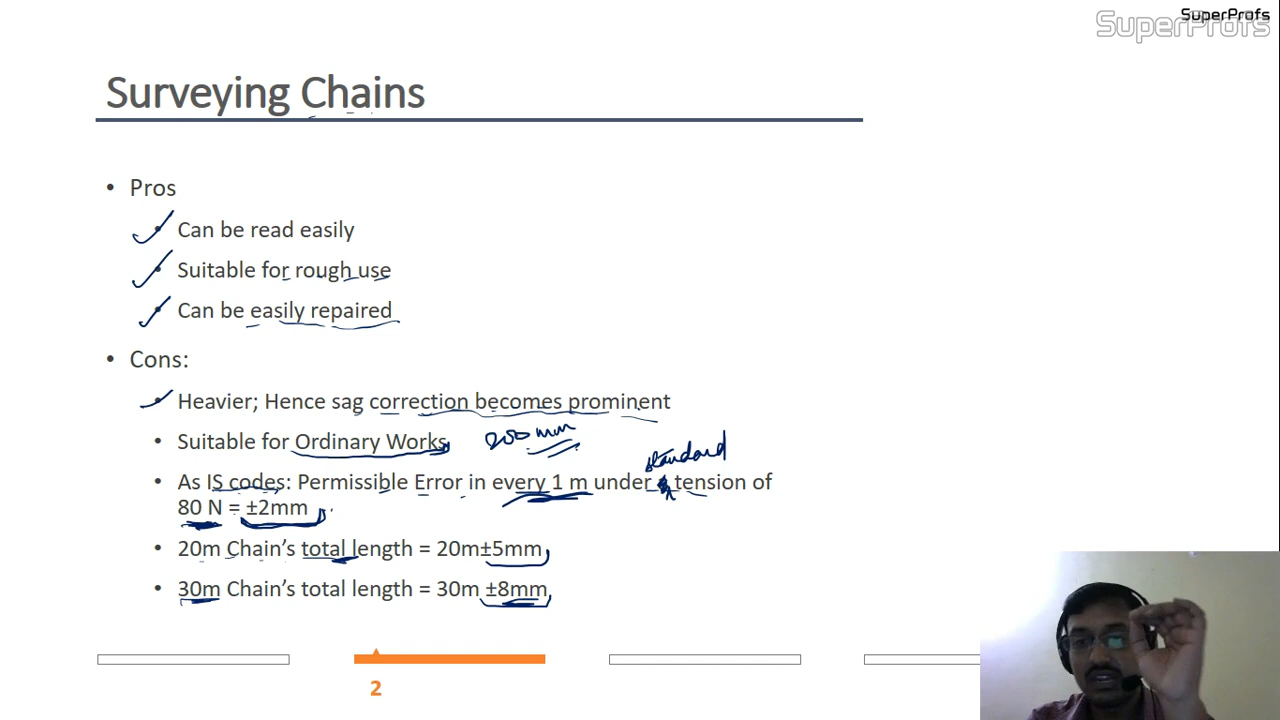 SuperProfs
SuperProfs
Surveying Chains
• Pros
• Can be read easily
• Suitable for rough use
• Can be easily repaired
• Cons:
• Heavier; Hence sag correction becomes prominent
• Suitable for Ordinary Works
200 mm
standard
• As IS codes: Permissible Error in every 1 m under tension of
80 N = ±2mm
• 20m Chain's total length = 20m±5mm
• 30m Chain's total length = 30m ±8mm
2